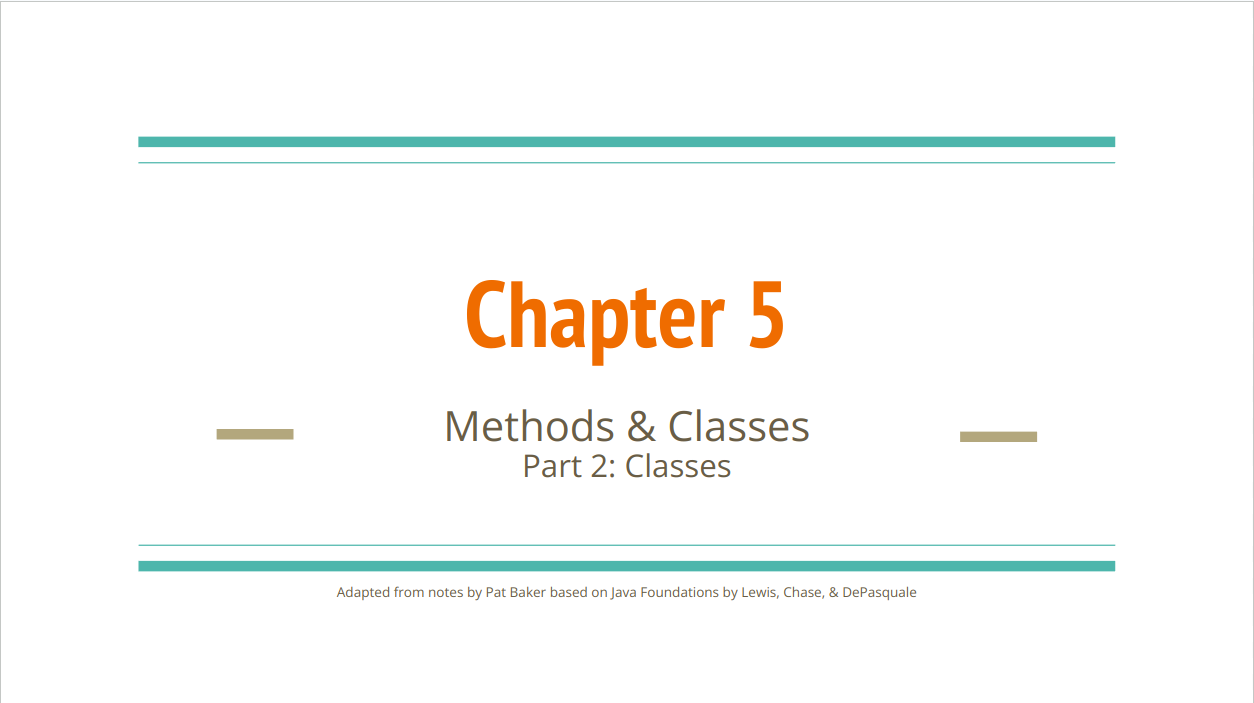 Chapter 5
Methods & Classes
Part 2: Classes
Adapted from notes by Pat Baker based on Java Foundations by Lewis, Chase, & DePasquale